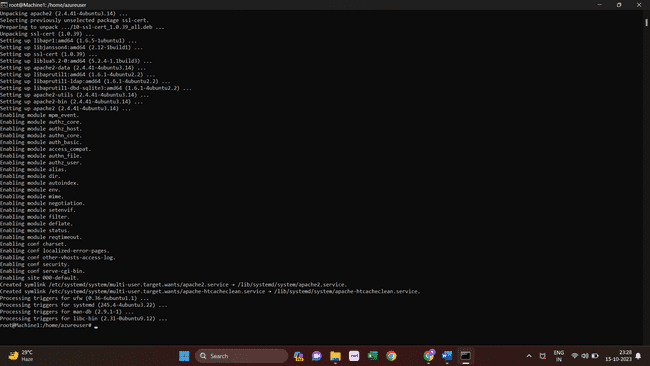 root@Machine1: /home/azureuser
Unpacking apache2 (2.4.41-4ubuntu3.14) ...
Selecting previously unselected package ssl-cert.
Preparing to unpack .../10-ssl-cert_1.0.39_all.deb ...
Unpacking ssl-cert (1.0.39) ...
Setting up libapr1:amd64 (1.6.5-1ubuntu1) ...
Setting up libjansson4:amd64 (2.12-1build1) ...
Setting up ssl-cert (1.0.39) ...
Setting up liblua5.2-0:amd64 (5.2.4-1.1build3) ...
Setting up apache2-data (2.4.41-4ubuntu3.14) ...
Setting up libaprutil1:amd64 (1.6.1-4ubuntu2.2) ...
Setting up libaprutil1-ldap:amd64 (1.6.1-4ubuntu2.2) ...
Setting up libaprutil1-dbd-sqlite3:amd64 (1.6.1-4ubuntu2.2) ...
Setting up apache2-utils (2.4.41-4ubuntu3.14) ...
Setting up apache2-bin (2.4.41-4ubuntu3.14) ...
Setting up apache2 (2.4.41-4ubuntu3.14) ...
Enabling module mpm_event.
Enabling module authz_core.
Enabling module authz_host.
Enabling module authn_core.
Enabling module auth_basic.
Enabling module access_compat.
Enabling module authn_file.
Enabling module authz_user.
Enabling module alias.
Enabling module dir.
Enabling module autoindex.
Enabling module env.
Enabling module mime.
Enabling module negotiation.
Enabling module setenvif.
Enabling module filter.
Enabling module deflate.
Enabling module status.
Enabling module reqtimeout.
Enabling conf charset.
Enabling conf localized-error-pages.
Enabling conf other-vhosts-access-log.
Enabling conf security.
Enabling conf serve-cgi-bin.
Enabling site 000-default.
Created symlink /etc/systemd/system/multi-user.target.wants/apache2.service → /lib/systemd/system/apache2.service.
Created symlink /etc/systemd/system/multi-user.target.wants/apache-htcacheclean.service → /lib/systemd/system/apache-htcacheclean.service.
Processing triggers for ufw (0.36-6ubuntu1.1) ...
Processing triggers for systemd (245.4-4ubuntu3.22) ...
Processing triggers for man-db (2.9.1-1) ...
Processing triggers for libc-bin (2.31-0ubuntu9.12) ...
root@Machine1:/home/azureuser#
29°C
Haze
Search
ENG
IN
23:28
15-10-2023